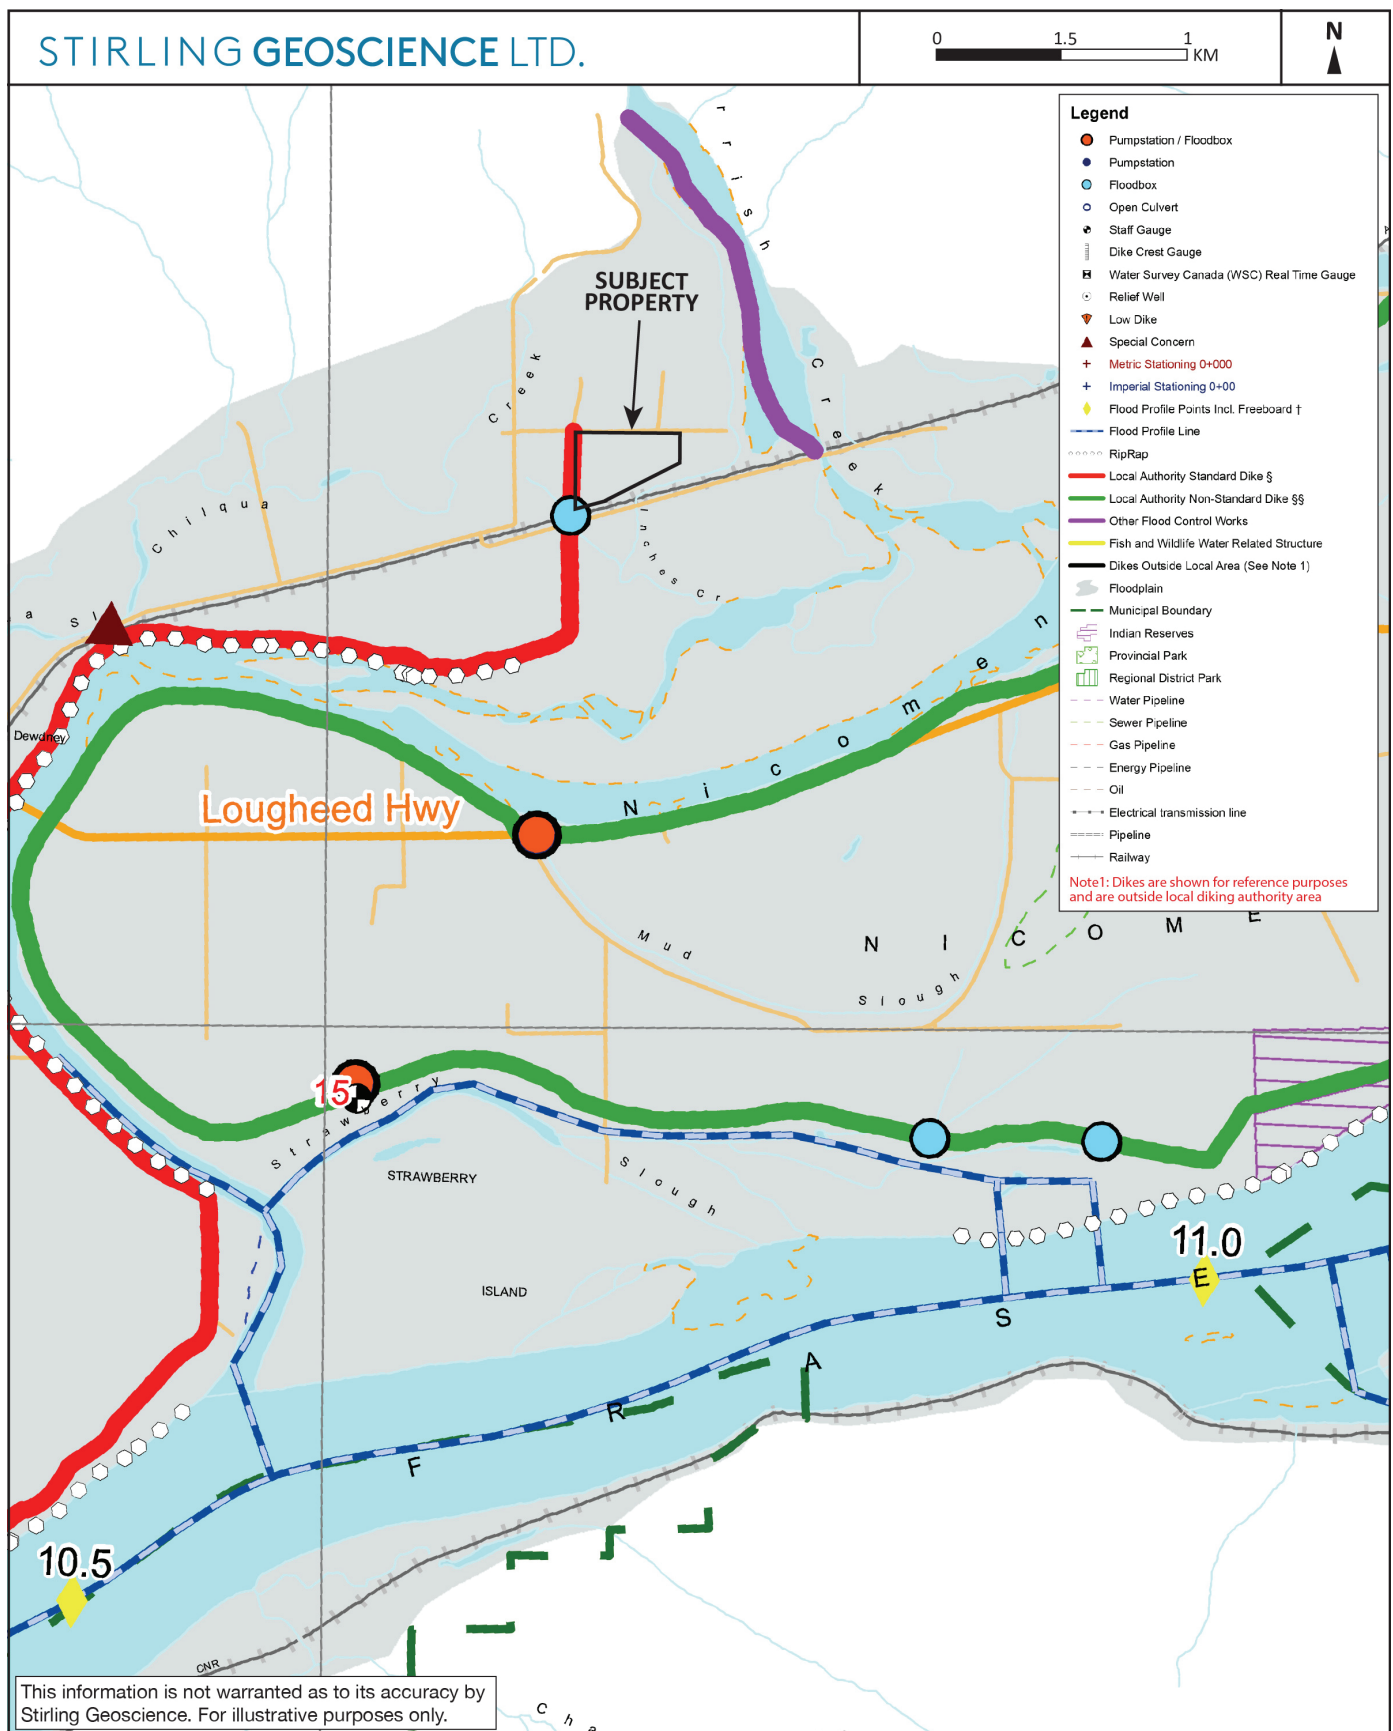 STIRLING GEOSCIENCE LTD.
0 1.5 1
KM
N
Legend
Pumpstation / Floodbox
Pumpstation
Floodbox
Open Culvert
Staff Gauge
Dike Crest Gauge
Water Survey Canada (WSC) Real Time Gauge
Relief Well
Low Dike
Special Concern
Metric Stationing 0+000
Imperial Stationing 0+00
Flood Profile Points Incl. Freeboard †
Flood Profile Line
RipRap
Local Authority Standard Dike §
Local Authority Non-Standard Dike §§
Other Flood Control Works
Fish and Wildlife Water Related Structure
Dikes Outside Local Area (See Note 1)
Floodplain
Municipal Boundary
Indian Reserves
Provincial Park
Regional District Park
Water Pipeline
Sewer Pipeline
Gas Pipeline
Energy Pipeline
Oil
Electrical transmission line
Pipeline
Railway
Note1: Dikes are shown for reference purposes
and are outside local diking authority area
rrish
Creek
SUBJECT
PROPERTY
Creek
Chilqua
Inches Cr
a Sl
Dewdney
Nicomen
Lougheed Hwy
Mud
Slough
NICOME
15
Strawberry
Slough
STRAWBERRY
ISLAND
11.0
FRASE
10.5
CNR
Cha
This information is not warranted as to its accuracy by
Stirling Geoscience. For illustrative purposes only.